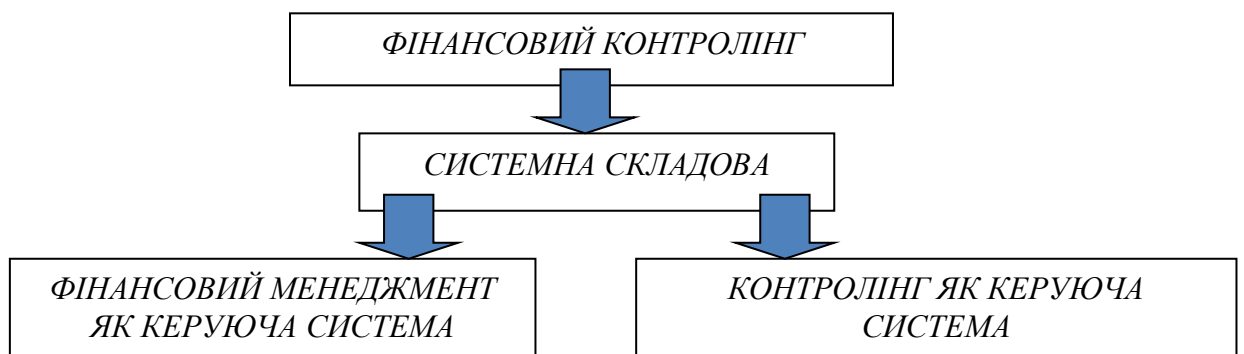 ФІНАНСОВИЙ КОНТРОЛІНГ
СИСТЕМНА СКЛАДОВА
ФІНАНСОВИЙ МЕНЕДЖМЕНТ
ЯК КЕРУЮЧА СИСТЕМА
КОНТРОЛІНГ ЯК КЕРУЮЧА
СИСТЕМА